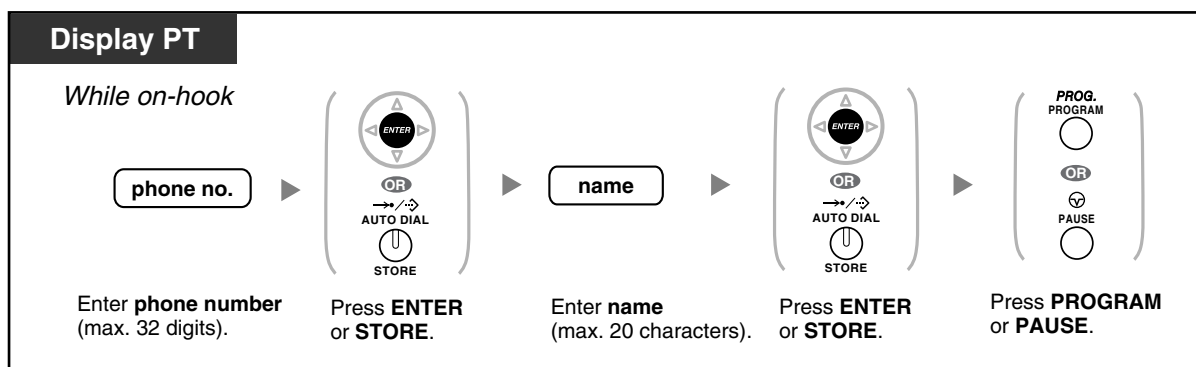 Display PT
While on-hook
phone no.
ENTER
OR
AUTO DIAL
STORE
name
ENTER
OR
AUTO DIAL
STORE
PROG.
PROGRAM
OR
PAUSE
Enter phone number
(max. 32 digits).
Press ENTER
or STORE.
Enter name
(max. 20 characters).
Press ENTER
or STORE.
Press PROGRAM
or PAUSE.